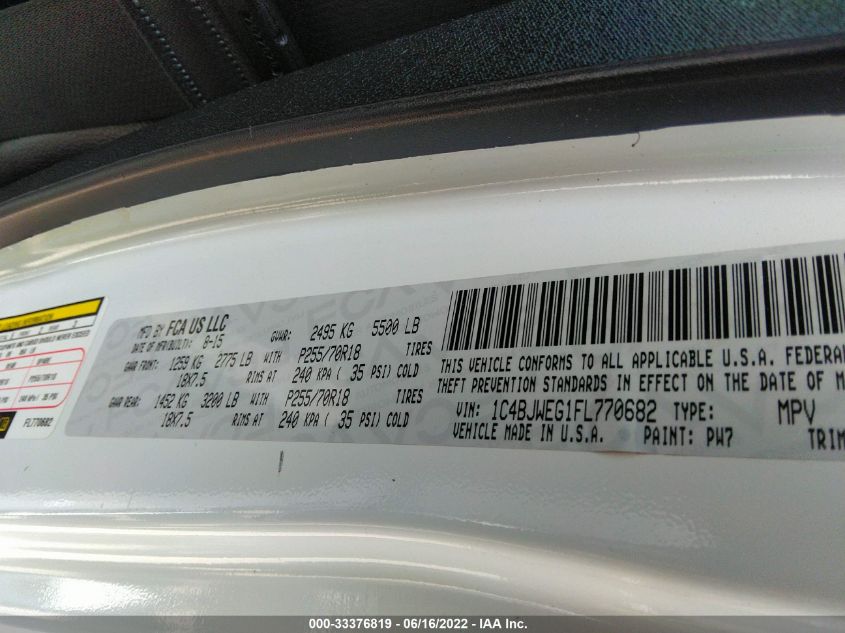 MFD BY FCA US LLC
DATE OF MFR/BUILT: 8-15 GVWR: 2495 KG 5500 LB
GAWR FRONT: 1259 KG 2775 LB WITH P255/70R18 TIRES
18X7.5 RIMS AT 240 KPA ( 35 PSI) COLD
GAWR REAR: 1452 KG 3200 LB WITH P255/70R18 TIRES
18X7.5 RIMS AT 240 KPA ( 35 PSI) COLD
THIS VEHICLE CONFORMS TO ALL APPLICABLE U.S.A. FEDERA
THEFT PREVENTION STANDARDS IN EFFECT ON THE DATE OF M
VIN: 1C4BJWEG1FL770682 TYPE: MPV
VEHICLE MADE IN U.S.A. PAINT: PW7 TRIM
FL770682
000-33376819 - 06/16/2022 - IAA Inc.